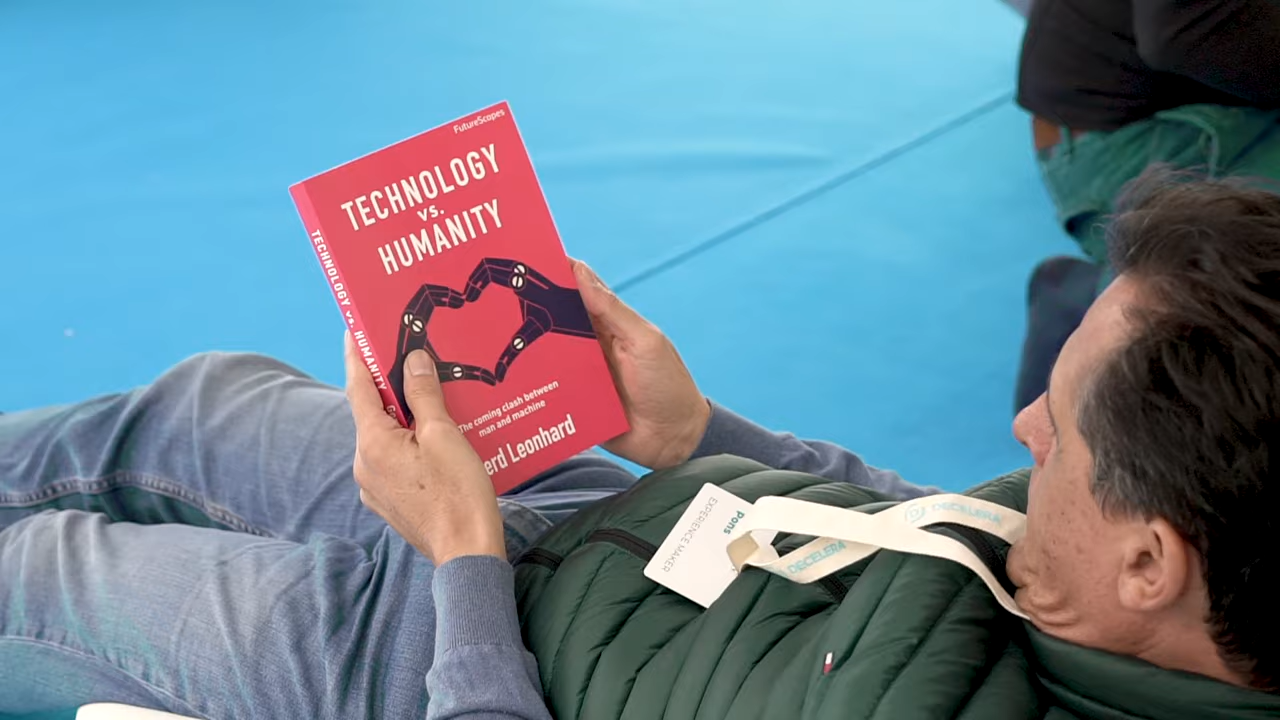 FutureScopes
TECHNOLOGY
vs.
HUMANITY
The coming clash between
man and machine
erd Leonhard
TECHNOLOGY vs. HUMANITY
pons
EXPERIENCE MAKER
DECELERA
DECELERA